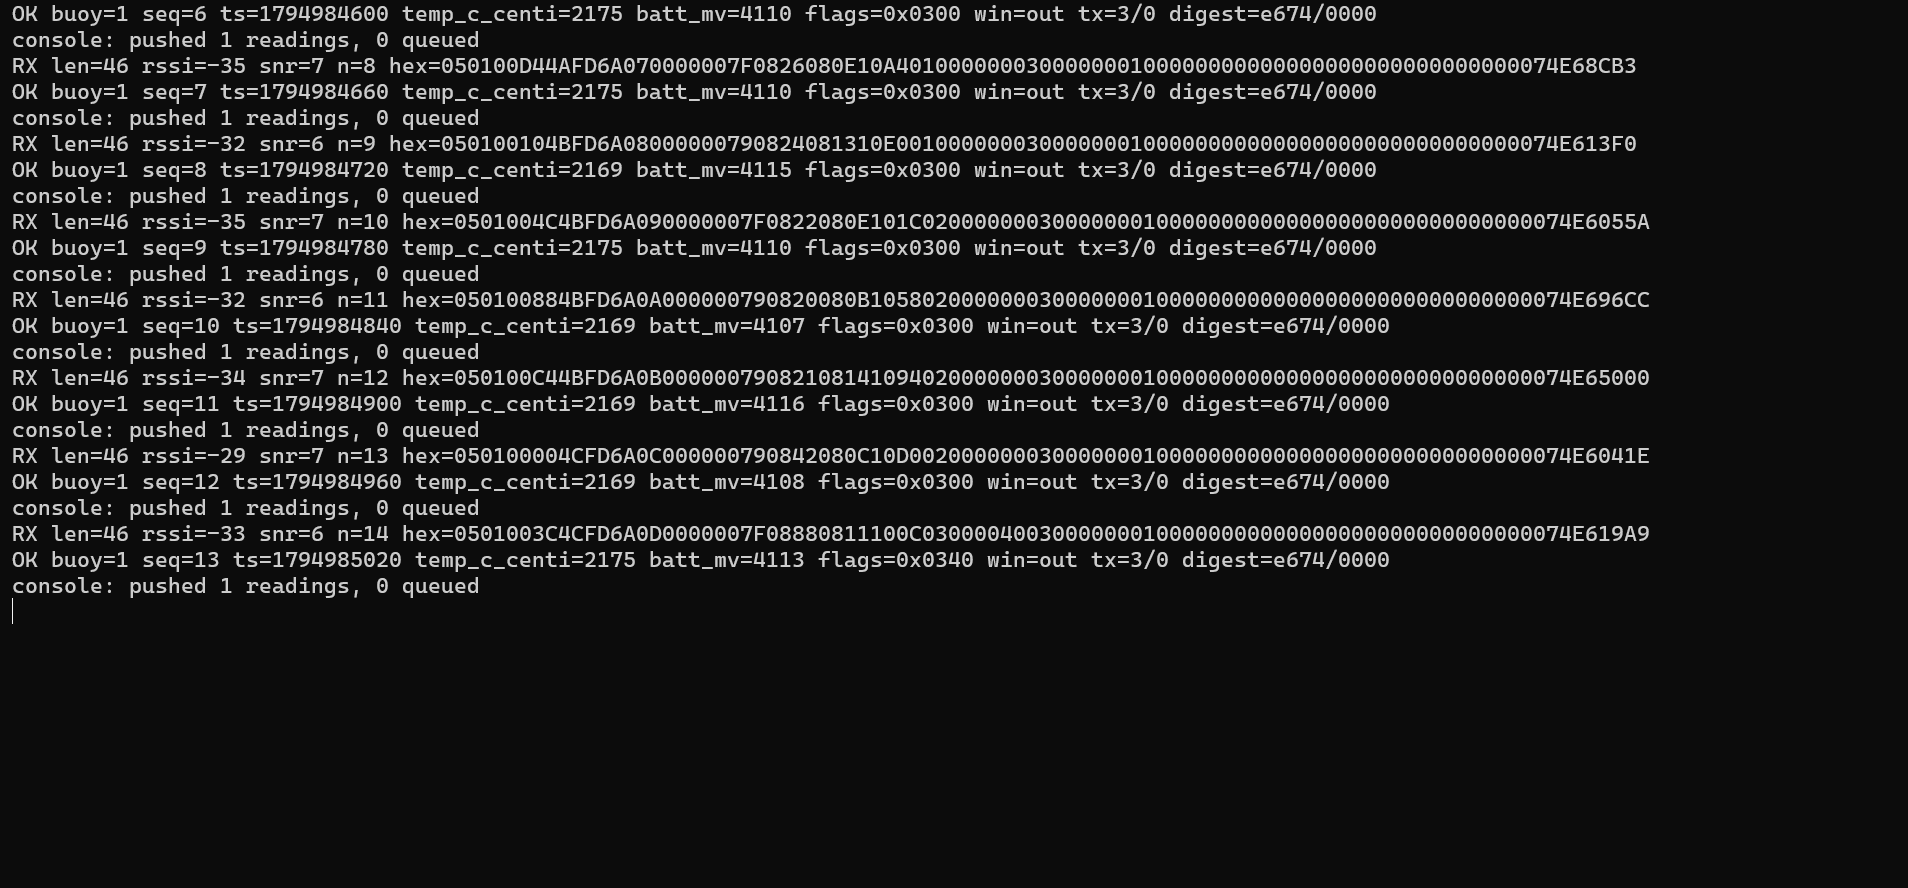 OK buoy=1 seq=6 ts=1794984600 temp_c_centi=2175 batt_mv=4110 flags=0x0300 win=out tx=3/0 digest=e674/0000
console: pushed 1 readings, 0 queued
RX len=46 rssi=-35 snr=7 n=8 hex=050100D44AFD6A070000007F0826080E10A401000000030000000100000000000000000000000000000074E68CB3
OK buoy=1 seq=7 ts=1794984660 temp_c_centi=2175 batt_mv=4110 flags=0x0300 win=out tx=3/0 digest=e674/0000
console: pushed 1 readings, 0 queued
RX len=46 rssi=-32 snr=6 n=9 hex=050100104BFD6A08000000790824081310E001000000030000000100000000000000000000000000000074E613F0
OK buoy=1 seq=8 ts=1794984720 temp_c_centi=2169 batt_mv=4115 flags=0x0300 win=out tx=3/0 digest=e674/0000
console: pushed 1 readings, 0 queued
RX len=46 rssi=-35 snr=7 n=10 hex=0501004C4BFD6A090000007F0822080E101C02000000030000000100000000000000000000000000000074E6055A
OK buoy=1 seq=9 ts=1794984780 temp_c_centi=2175 batt_mv=4110 flags=0x0300 win=out tx=3/0 digest=e674/0000
console: pushed 1 readings, 0 queued
RX len=46 rssi=-32 snr=6 n=11 hex=050100884BFD6A0A000000790820080B105802000000030000000100000000000000000000000000000074E696CC
OK buoy=1 seq=10 ts=1794984840 temp_c_centi=2169 batt_mv=4107 flags=0x0300 win=out tx=3/0 digest=e674/0000
console: pushed 1 readings, 0 queued
RX len=46 rssi=-34 snr=7 n=12 hex=050100C44BFD6A0B0000007908210814109402000000030000000100000000000000000000000000000074E65000
OK buoy=1 seq=11 ts=1794984900 temp_c_centi=2169 batt_mv=4116 flags=0x0300 win=out tx=3/0 digest=e674/0000
console: pushed 1 readings, 0 queued
RX len=46 rssi=-29 snr=7 n=13 hex=050100004CFD6A0C000000790842080C10D002000000030000000100000000000000000000000000000074E6041E
OK buoy=1 seq=12 ts=1794984960 temp_c_centi=2169 batt_mv=4108 flags=0x0300 win=out tx=3/0 digest=e674/0000
console: pushed 1 readings, 0 queued
RX len=46 rssi=-33 snr=6 n=14 hex=0501003C4CFD6A0D0000007F08880811100C03000040030000000100000000000000000000000000000074E619A9
OK buoy=1 seq=13 ts=1794985020 temp_c_centi=2175 batt_mv=4113 flags=0x0340 win=out tx=3/0 digest=e674/0000
console: pushed 1 readings, 0 queued